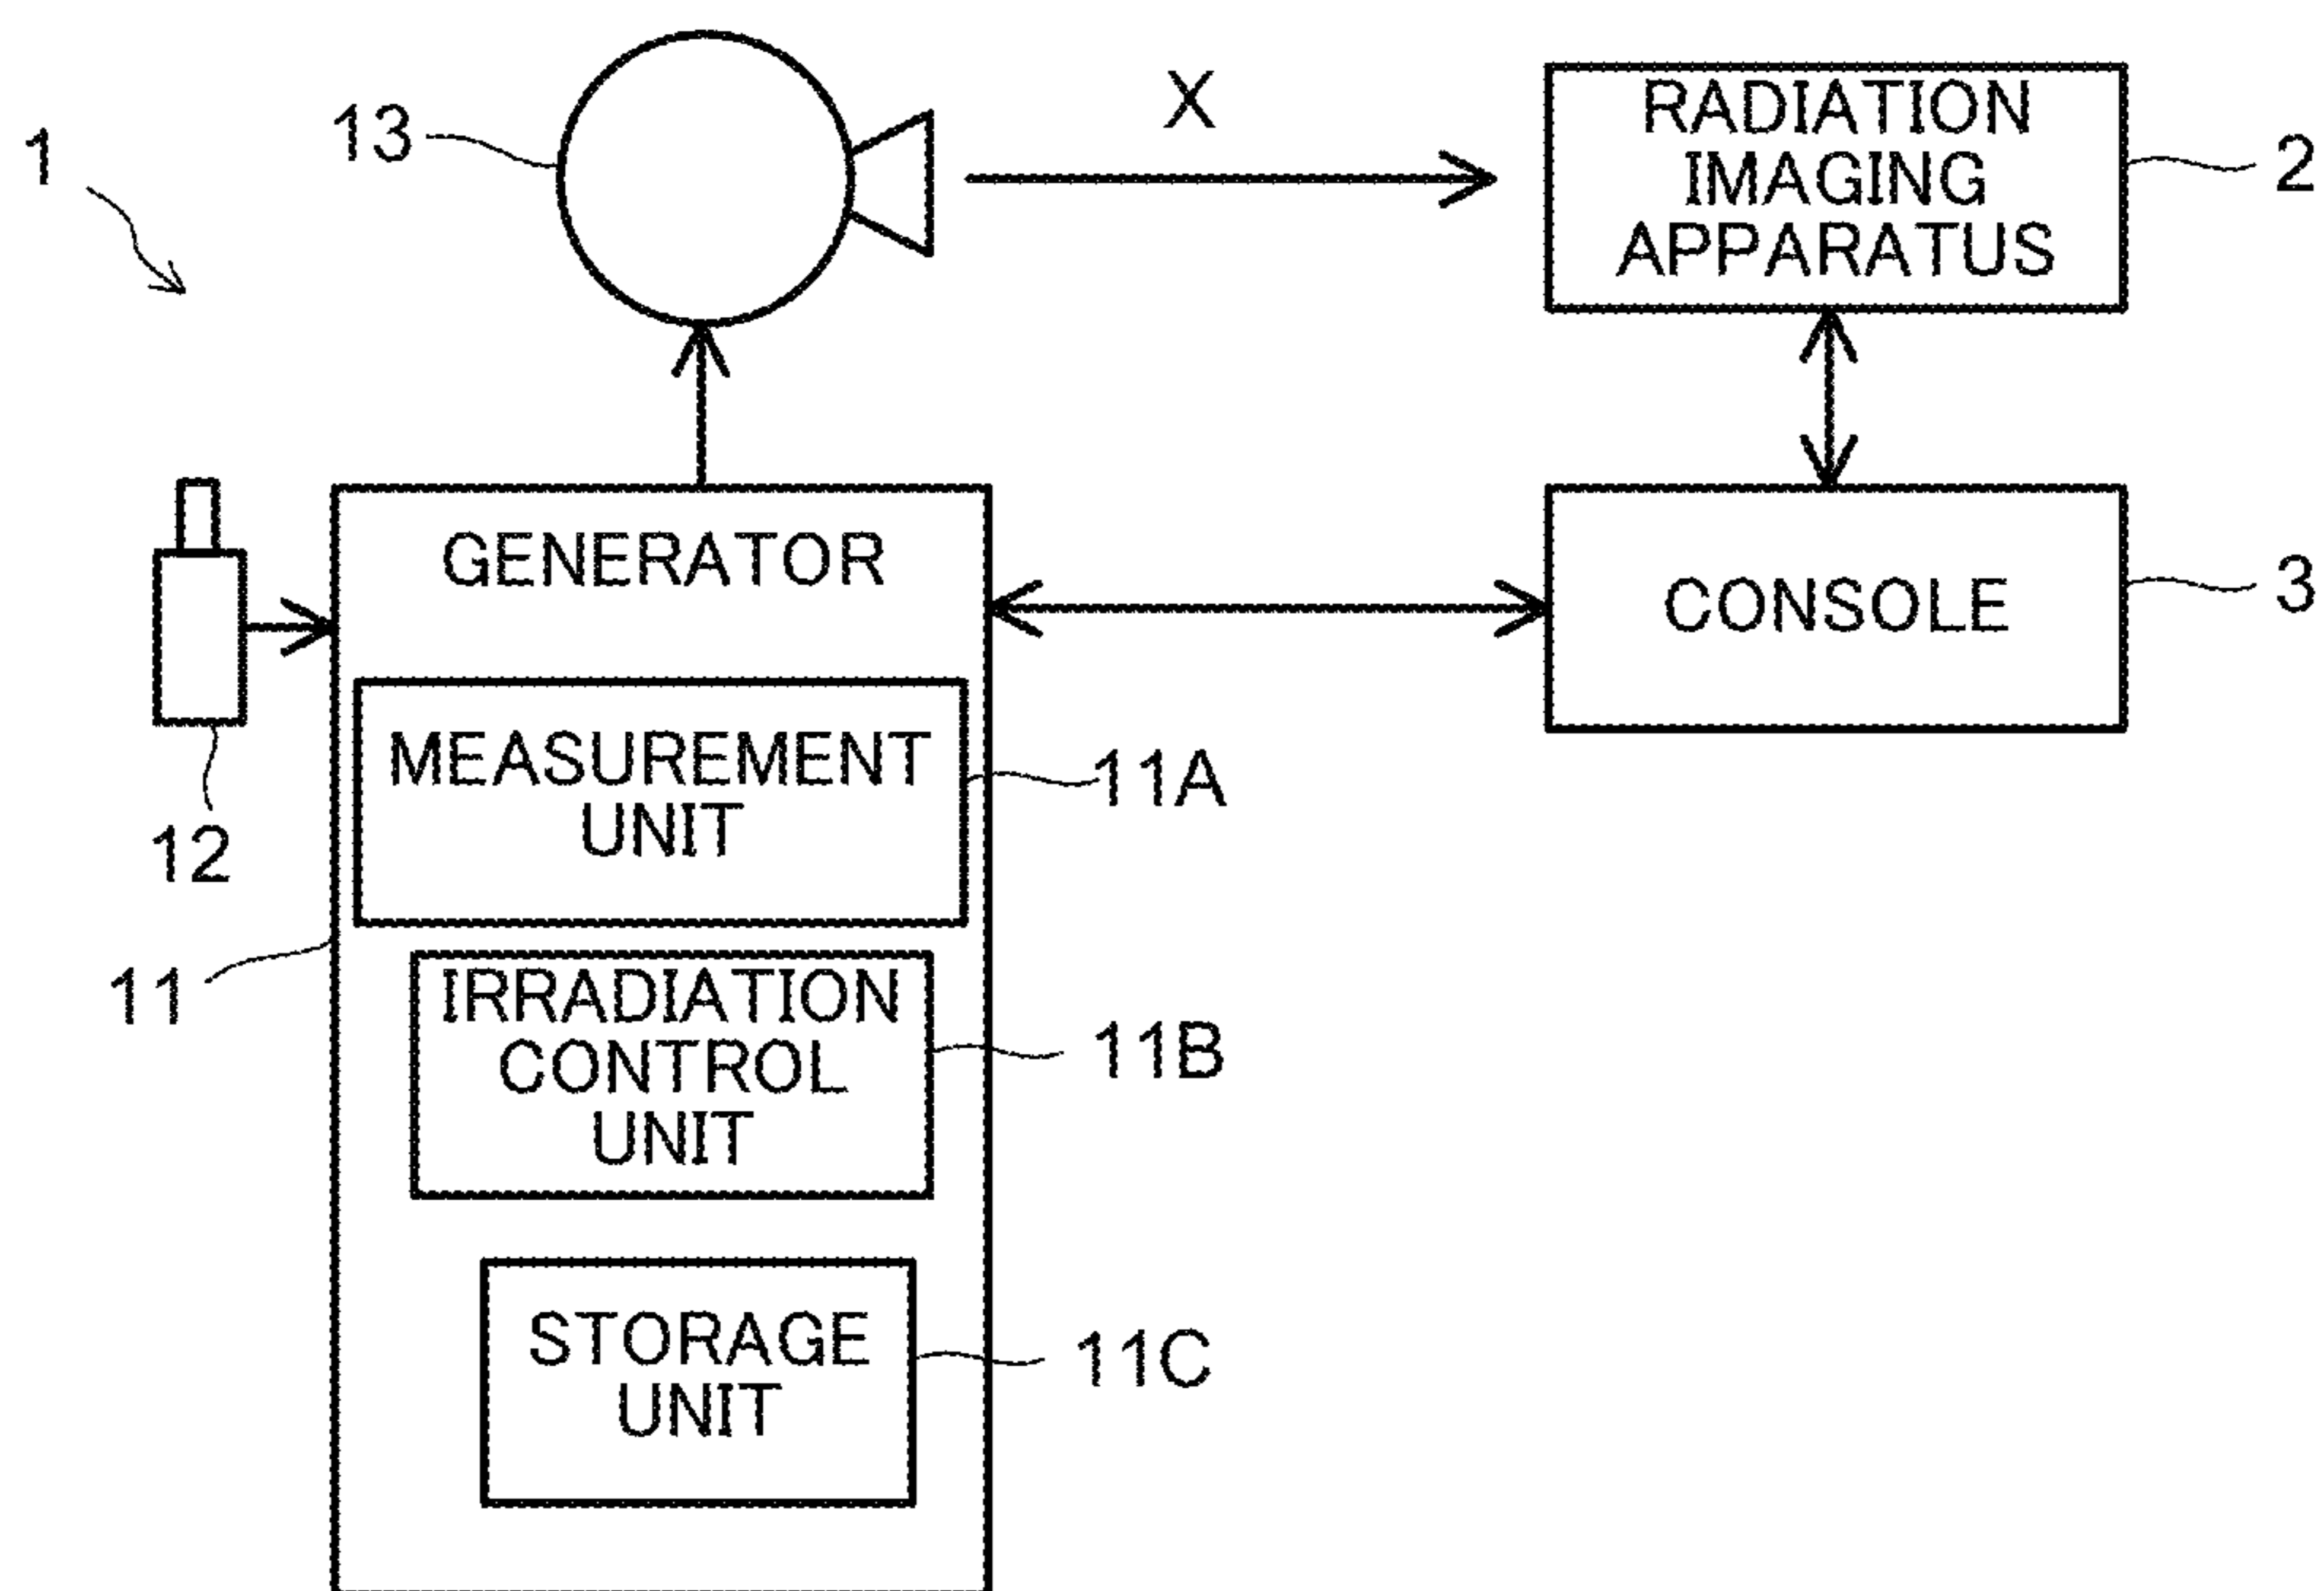 1
13
X
RADIATION
IMAGING
APPARATUS
2
GENERATOR
CONSOLE
3
MEASUREMENT
UNIT
11A
12
11
IRRADIATION
CONTROL
UNIT
11B
STORAGE
UNIT
11C